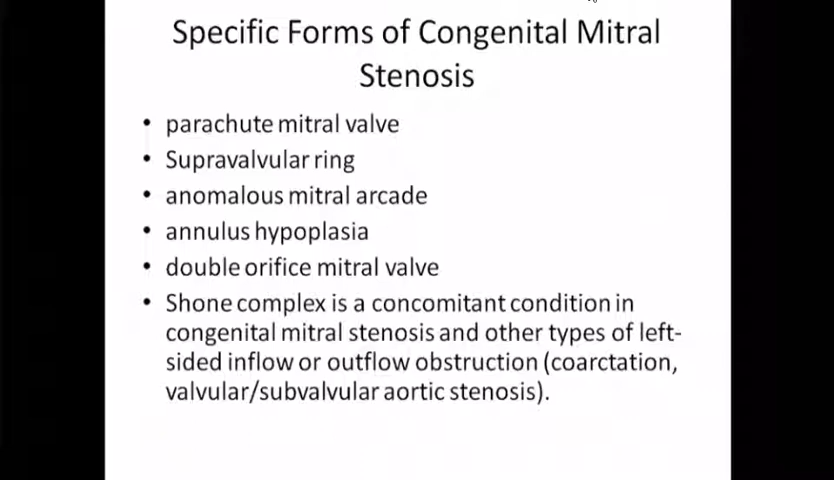 Specific Forms of Congenital Mitral
Stenosis
• parachute mitral valve
• Supravalvular ring
• anomalous mitral arcade
• annulus hypoplasia
• double orifice mitral valve
• Shone complex is a concomitant condition in
congenital mitral stenosis and other types of left-
sided inflow or outflow obstruction (coarctation,
valvular/subvalvular aortic stenosis).